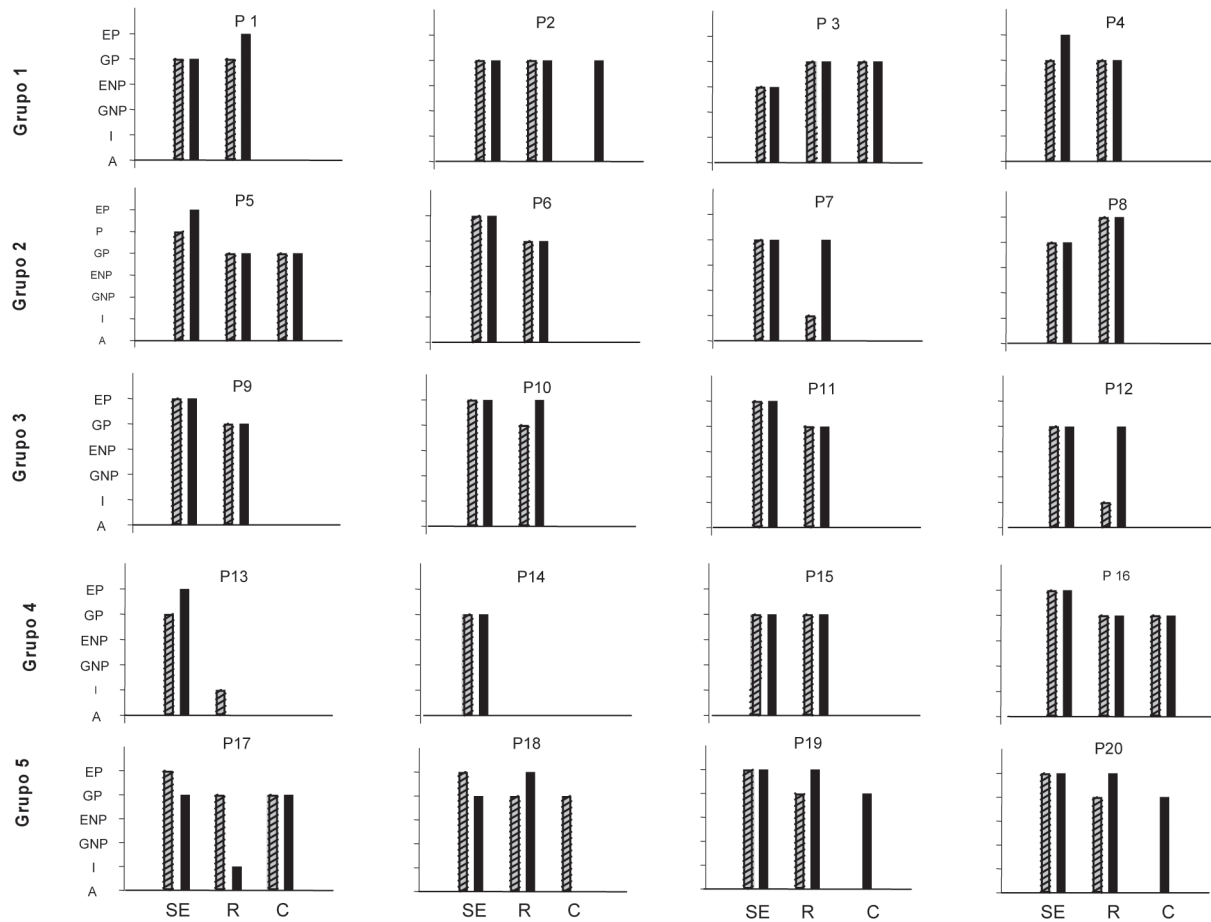 Grupo 1
P 1
P2
P 3
P4
EP
GP
ENP
GNP
I
A
Grupo 2
P5
P6
P7
P8
EP
P
GP
ENP
GNP
I
A
Grupo 3
P9
P10
P11
P12
EP
GP
ENP
GNP
I
A
Grupo 4
P13
P14
P15
P 16
EP
GP
ENP
GNP
I
A
Grupo 5
P17
P18
P19
P20
EP
GP
ENP
GNP
I
A
SE R C
SE R C
SE R C
SE R C